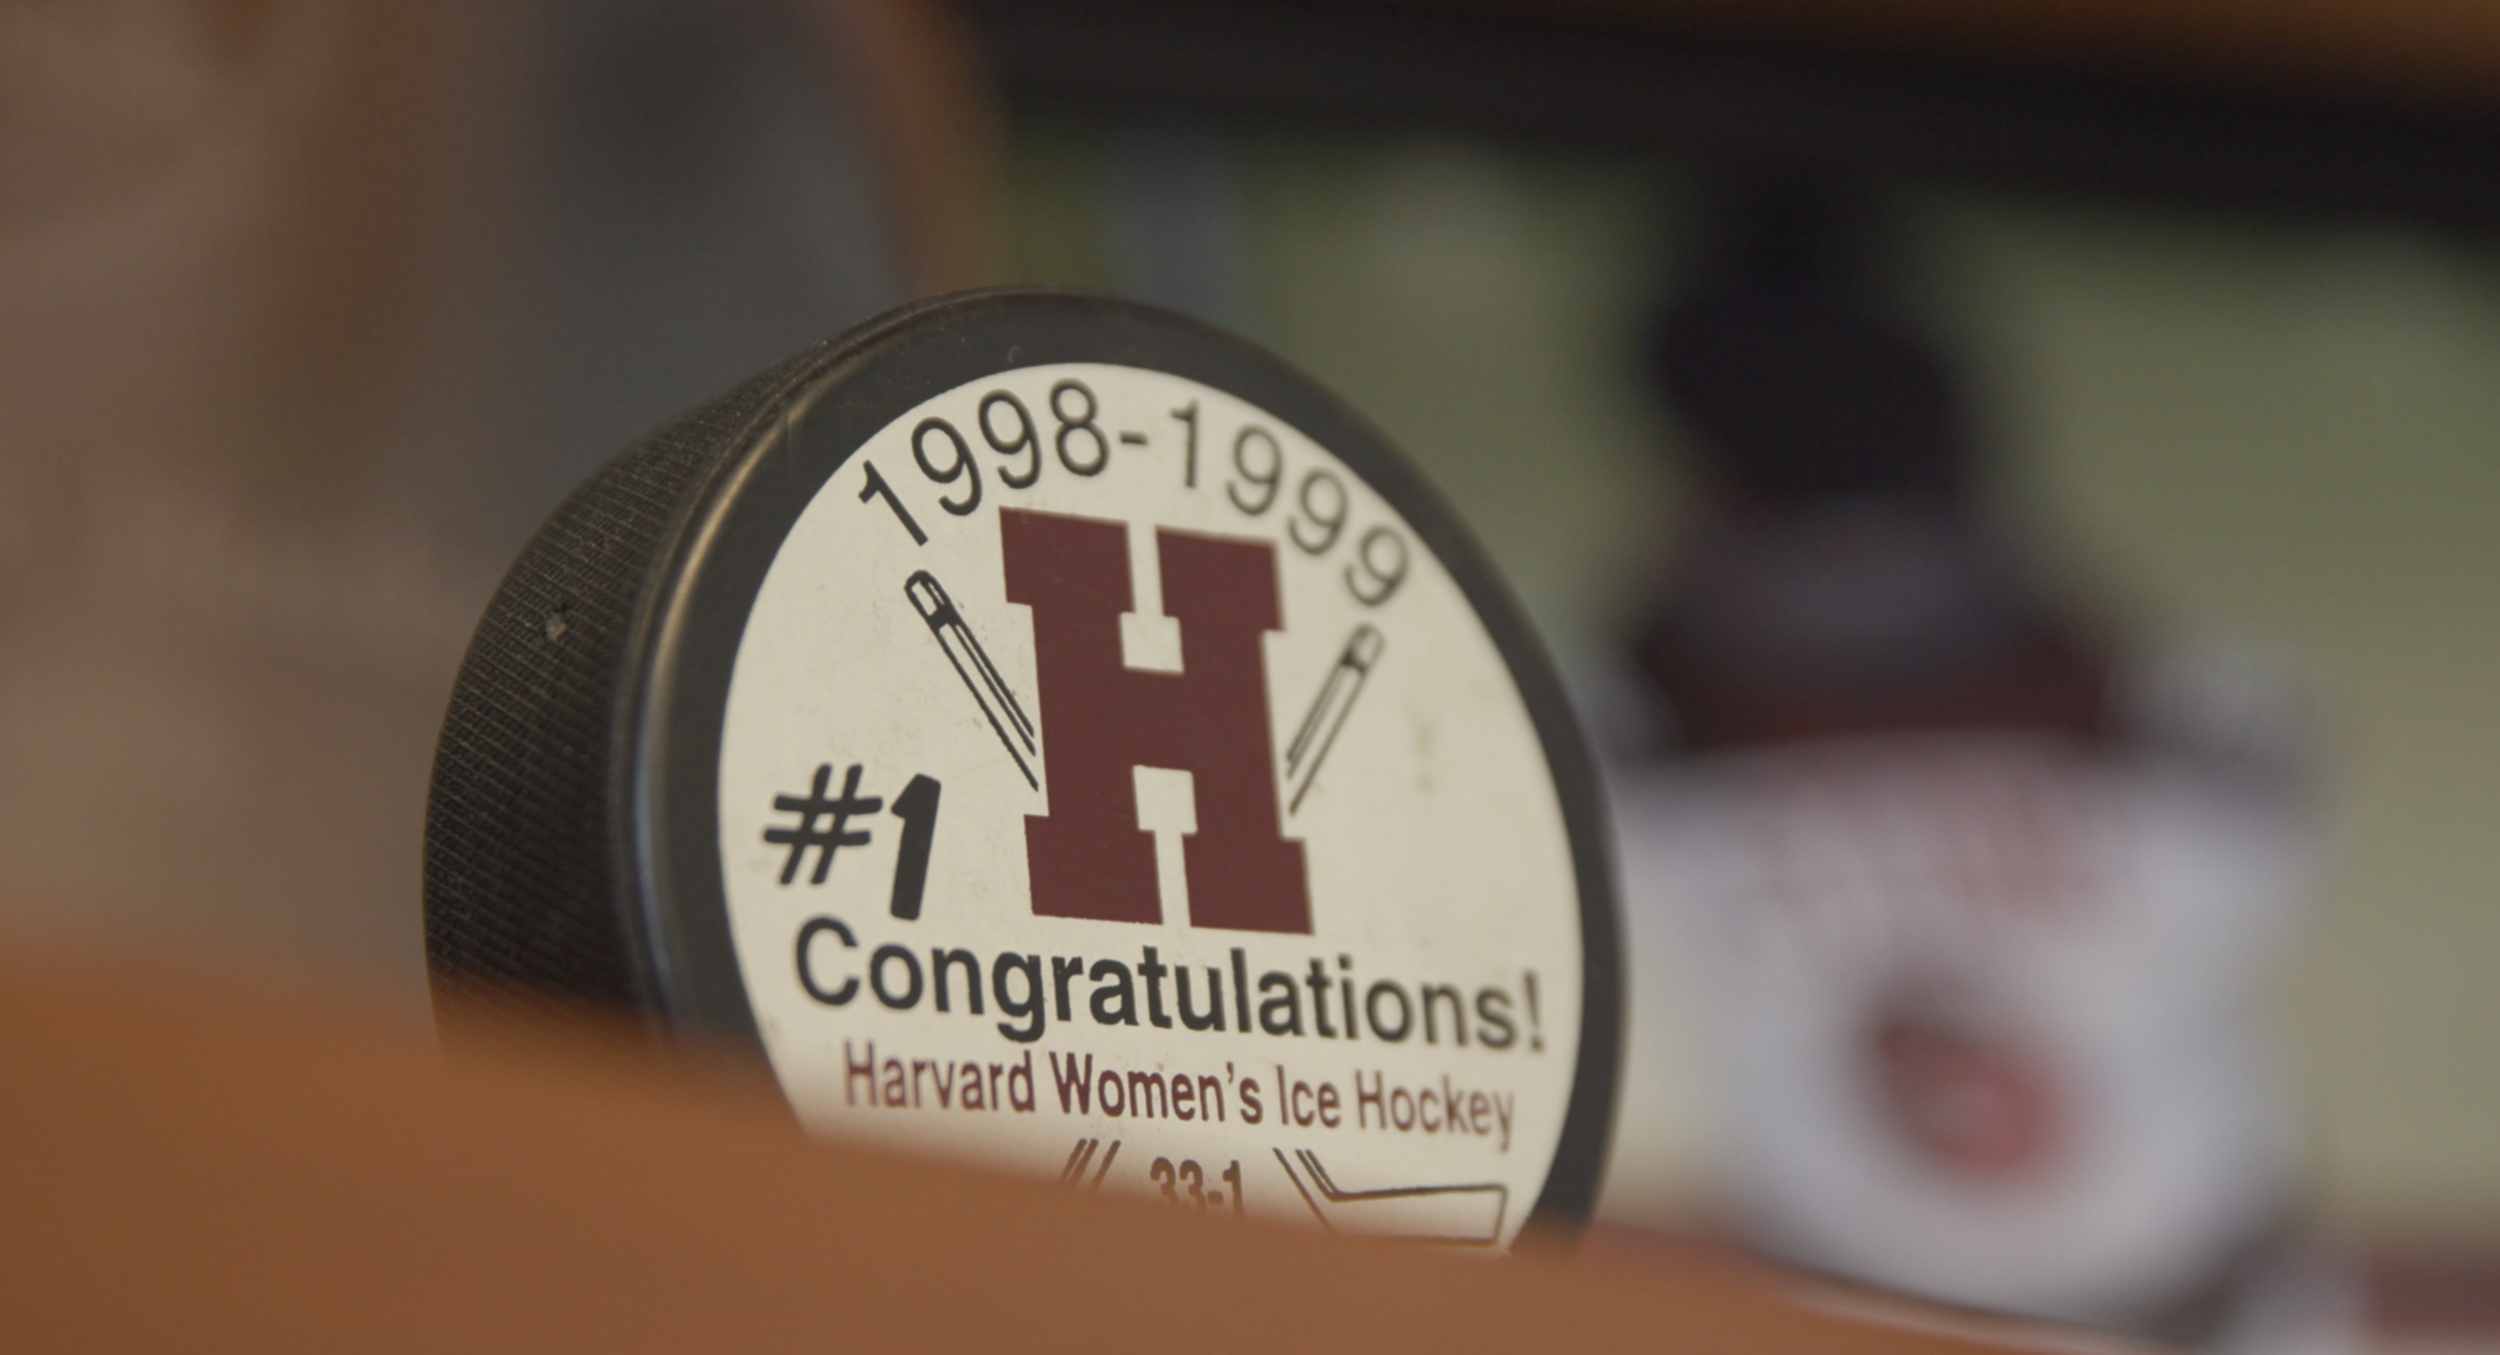 1998-1999
H
#1
Congratulations!
Harvard Women's Ice Hockey
33-1